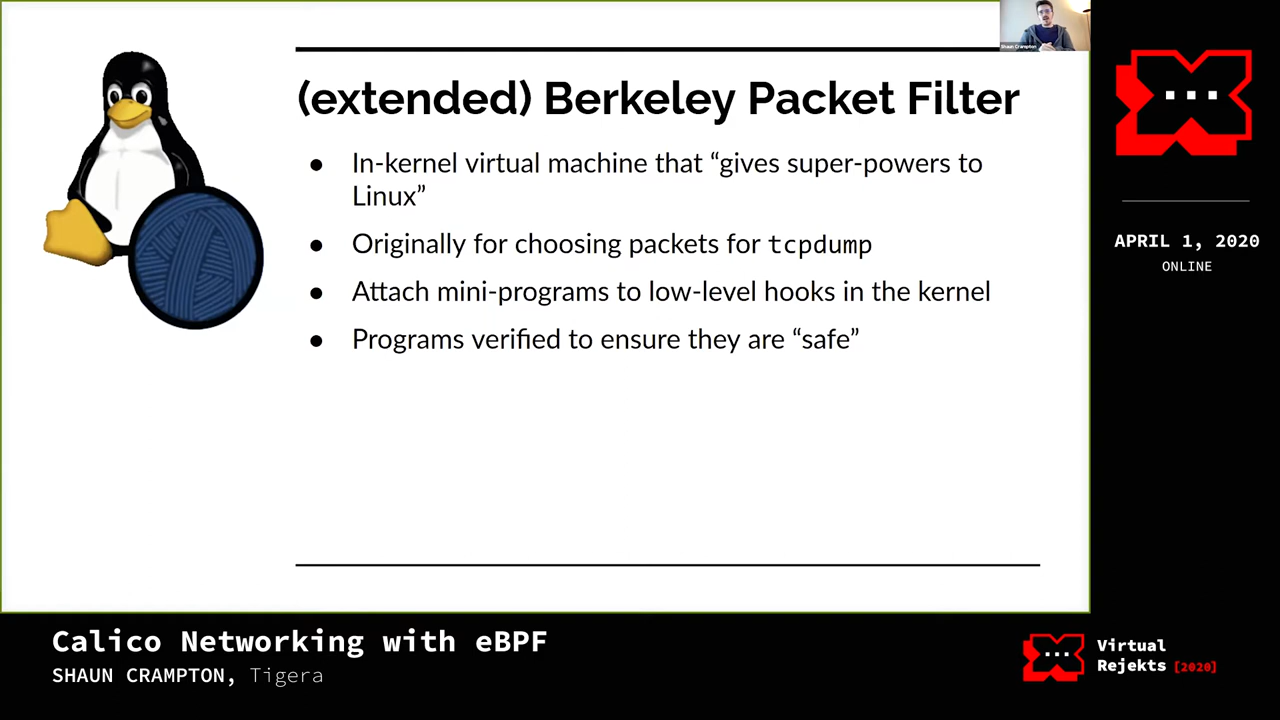 Shaun Crampton
(extended) Berkeley Packet Filter
● In-kernel virtual machine that “gives super-powers to
Linux”
● Originally for choosing packets for tcpdump
● Attach mini-programs to low-level hooks in the kernel
● Programs verified to ensure they are “safe”
APRIL 1, 2020
ONLINE
Calico Networking with eBPF
SHAUN CRAMPTON, Tigera
Virtual
Rejekts [2020]